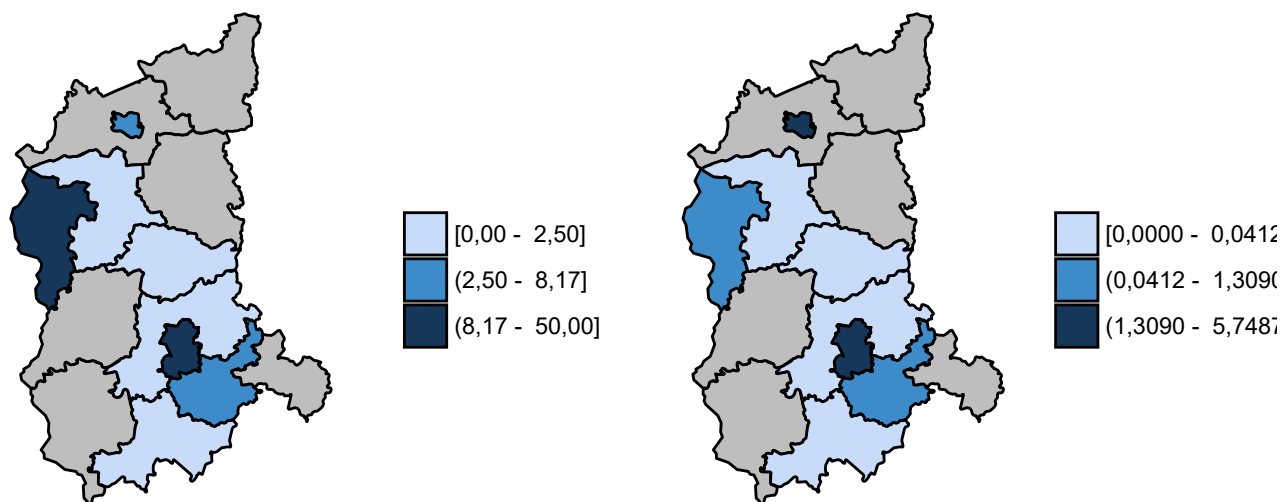 [0,00 - 2,50]
(2,50 - 8,17]
(8,17 - 50,00]
[0,0000 - 0,0412
(0,0412 - 1,3090
(1,3090 - 5,7487